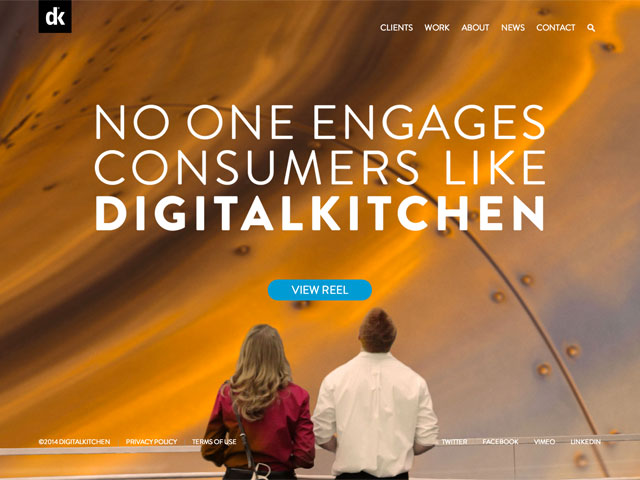 dk
CLIENTS WORK ABOUT NEWS CONTACT
NO ONE ENGAGES
CONSUMERS LIKE
DIGITALKITCHEN
VIEW REEL
©2014 DIGITALKITCHEN PRIVACY POLICY TERMS OF USE TWITTER FACEBOOK VIMEO LINKEDIN